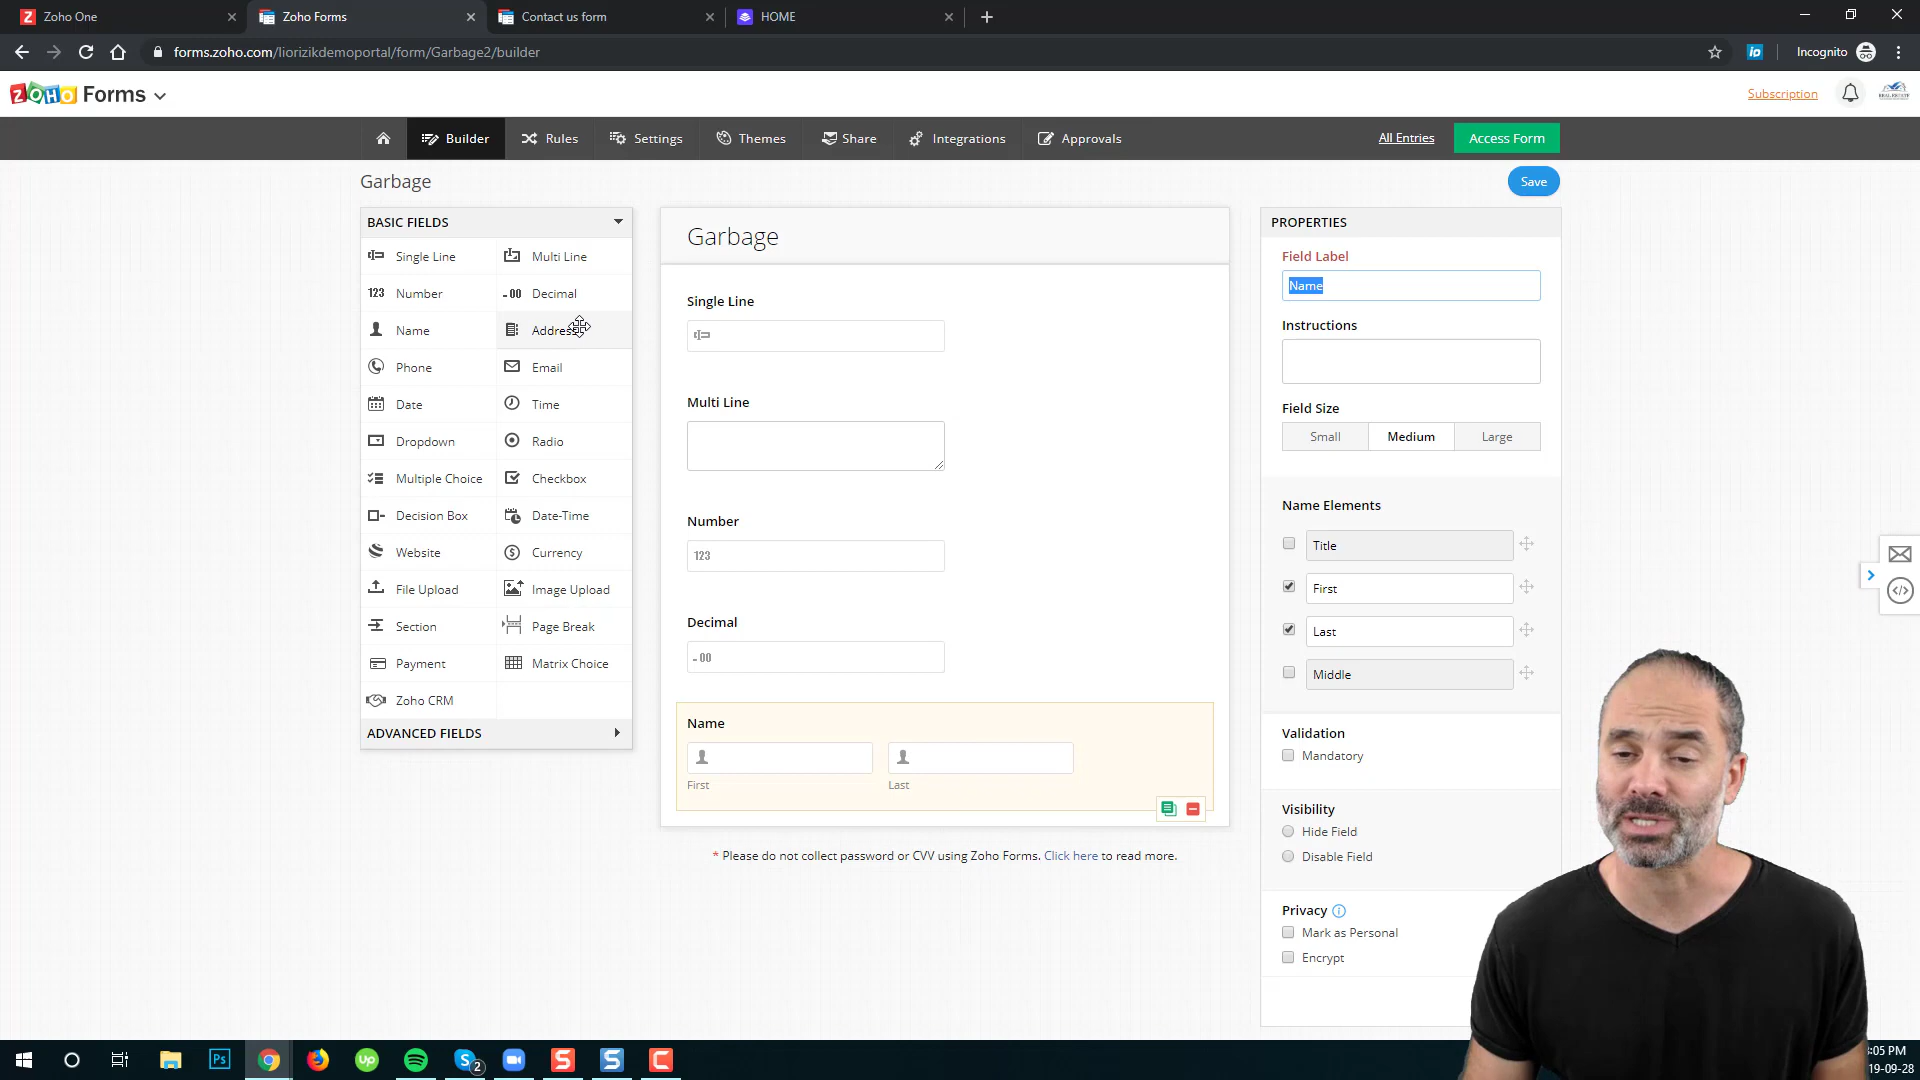 Zoho One
Zoho Forms
Contact us form
HOME
forms.zoho.com/liorizikdemoportal/form/Garbage2/builder
Incognito
ZOHO Forms
Subscription
Builder
Rules
Settings
Themes
Share
Integrations
Approvals
All Entries
Access Form
Garbage
Save
BASIC FIELDS
Single Line
Multi Line
123 Number
.00 Decimal
Name
Address
Phone
Email
Date
Time
Dropdown
Radio
Multiple Choice
Checkbox
Decision Box
Date-Time
Website
Currency
File Upload
Image Upload
Section
Page Break
Payment
Matrix Choice
Zoho CRM
ADVANCED FIELDS
Garbage
Single Line
Multi Line
Number
123
Decimal
.00
Name
First
Last
* Please do not collect password or CVV using Zoho Forms. Click here to read more.
PROPERTIES
Field Label
Name
Instructions
Field Size
Small
Medium
Large
Name Elements
Title
First
Last
Middle
Validation
Mandatory
Visibility
Hide Field
Disable Field
Privacy
Mark as Personal
Encrypt
Ps
Up
2
:05 PM
19-09-28